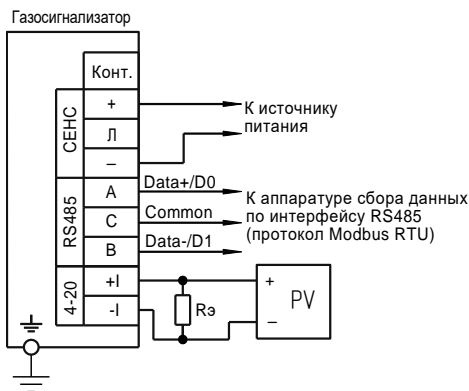 Газосигнализатор
Конт.
СЕНС
+
Л
–
К источнику
питания
RS485
A
Data+/D0
C
Common
B
Data-/D1
К аппаратуре сбора данных
по интерфейсу RS485
(протокол Modbus RTU)
4-20
+I
-I
Rэ
+
–
PV